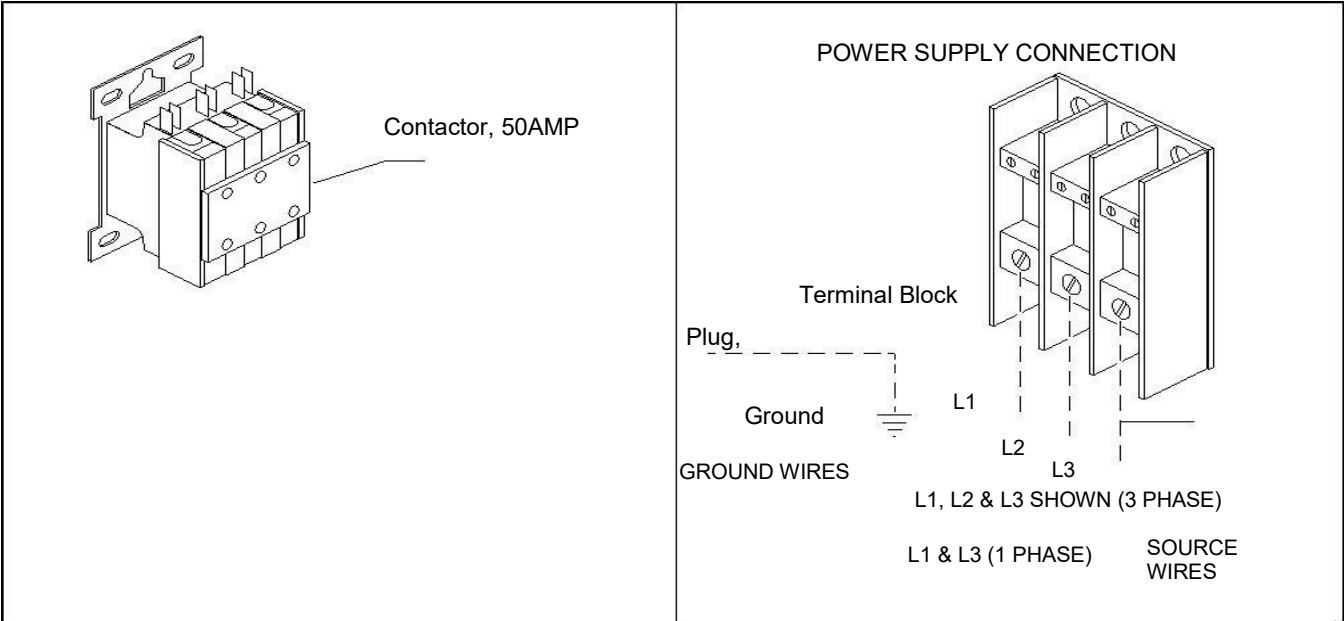 Contactor, 50AMP
POWER SUPPLY CONNECTION
Terminal Block
Plug,
Ground
L1
L2
L3
GROUND WIRES
L1, L2 & L3 SHOWN (3 PHASE)
L1 & L3 (1 PHASE)
SOURCE
WIRES